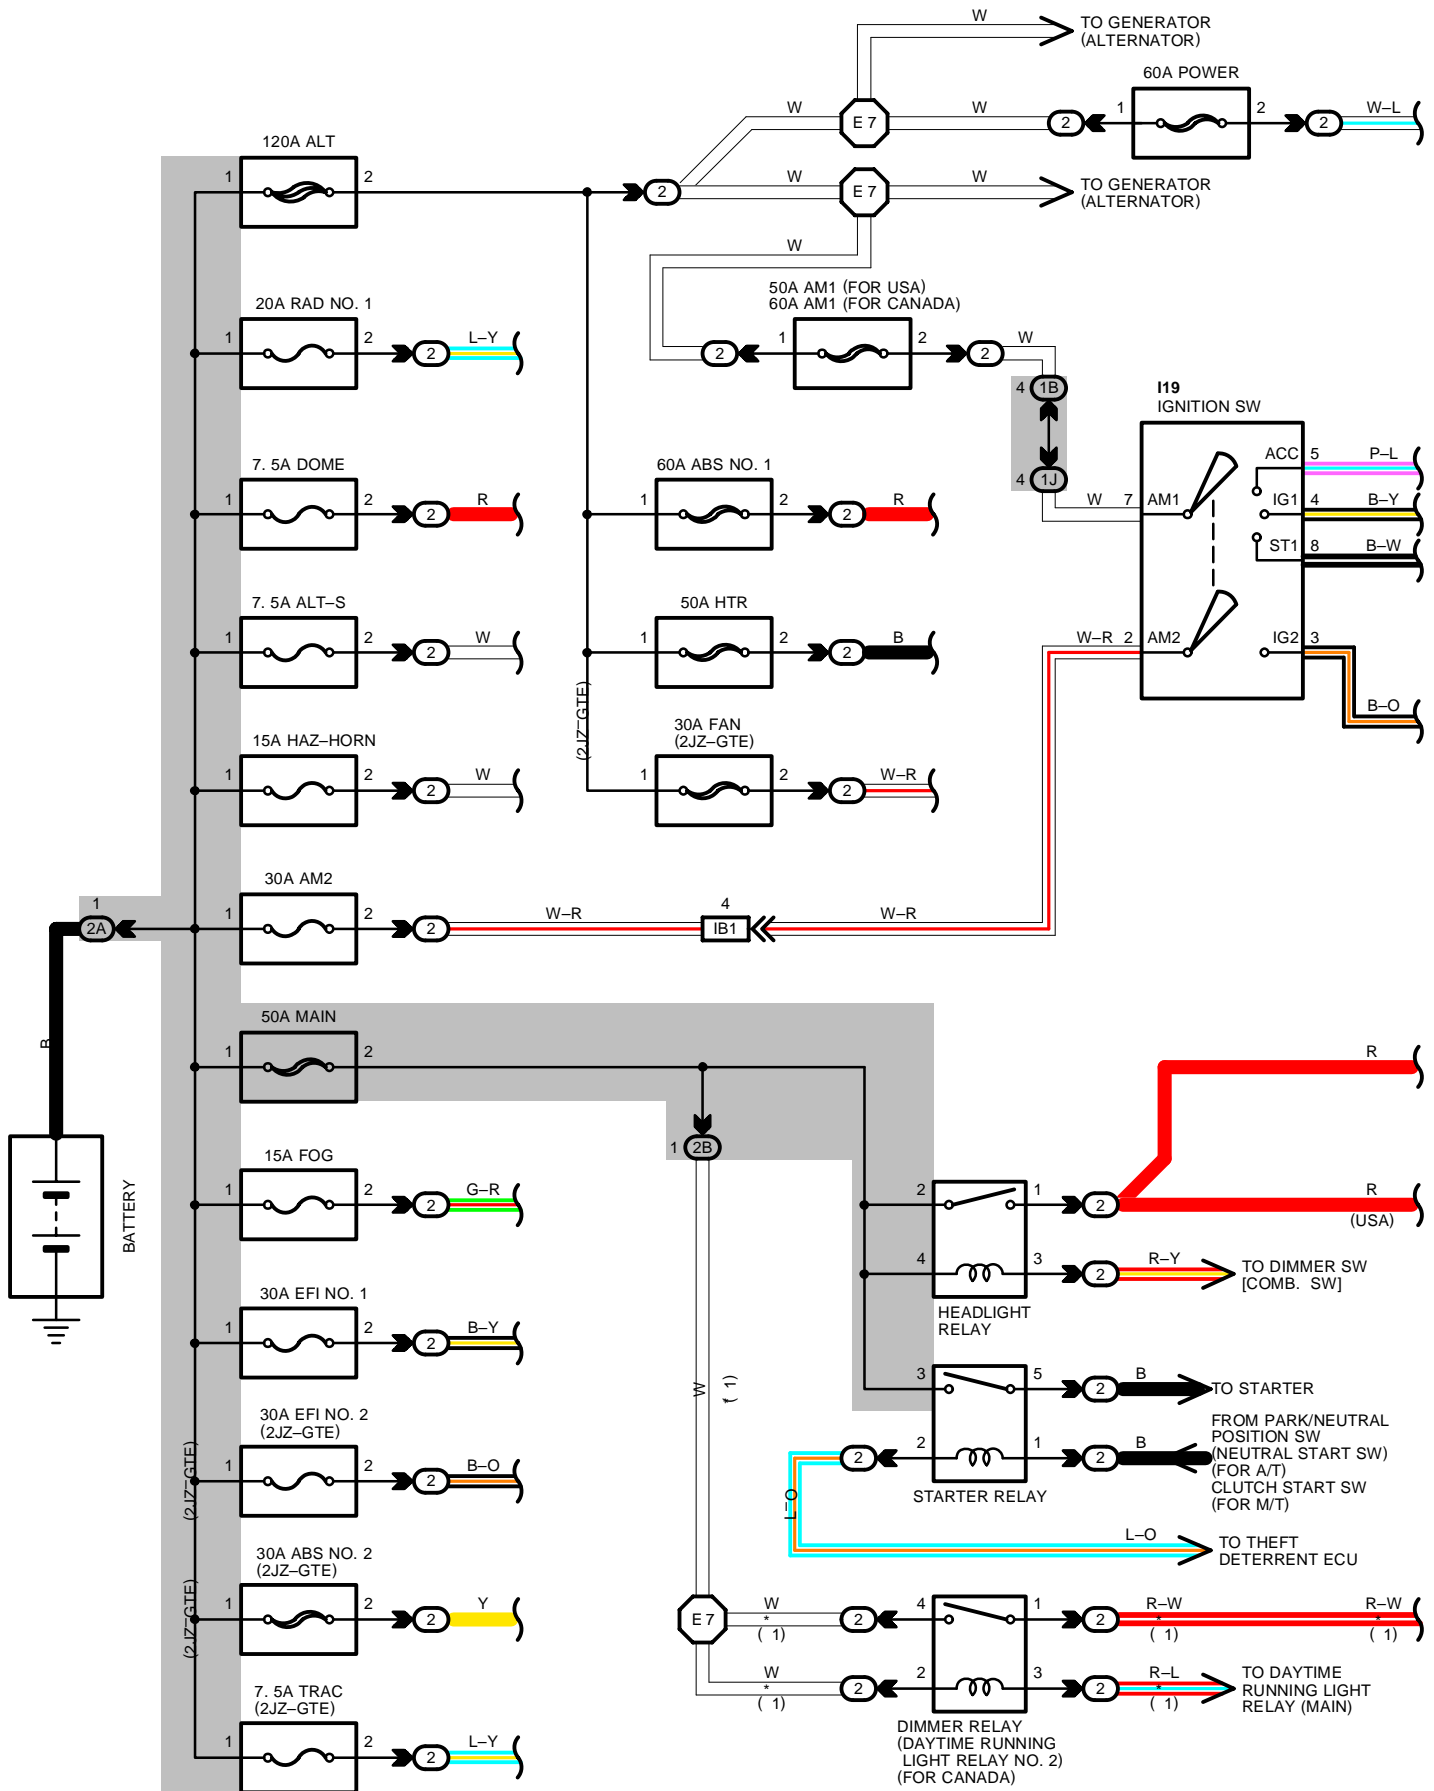 W
TO GENERATOR
(ALTERNATOR)
60A POWER
W
E 7
W
2
1
2
2
W–L
120A ALT
1
2
2
W
E 7
W
TO GENERATOR
(ALTERNATOR)
W
50A AM1 (FOR USA)
60A AM1 (FOR CANADA)
2
1
2
2
W
20A RAD NO. 1
1
2
2
L–Y
4
1B
4
1J
W
I19
IGNITION SW
7
AM1
ACC
5
P–L
IG1
4
B–Y
ST1
8
B–W
W–R
2
AM2
IG2
3
B–O
7. 5A DOME
1
2
2
R
60A ABS NO. 1
1
2
2
R
7. 5A ALT–S
1
2
2
W
50A HTR
1
2
2
B
(2JZ–GTE)
15A HAZ–HORN
1
2
2
W
30A FAN
(2JZ–GTE)
1
2
2
W–R
30A AM2
1
2A
1
2
2
W–R
4
IB1
W–R
50A MAIN
1
2
B
BATTERY
1
2B
R
15A FOG
1
2
2
G–R
2
1
2
R
(USA)
4
3
2
R–Y
TO DIMMER SW
[COMB. SW]
HEADLIGHT
RELAY
30A EFI NO. 1
1
2
2
B–Y
W
(*1)
3
5
2
B
TO STARTER
30A EFI NO. 2
(2JZ–GTE)
(2JZ–GTE)
1
2
2
B–O
2
2
1
2
B
FROM PARK/NEUTRAL
POSITION SW
(NEUTRAL START SW)
(FOR A/T)
CLUTCH START SW
(FOR M/T)
STARTER RELAY
L–O
L–O
TO THEFT
DETERRENT ECU
30A ABS NO. 2
(2JZ–GTE)
(2JZ–GTE)
1
2
2
Y
E 7
W
(*1)
2
4
1
2
R–W
(*1)
R–W
(*1)
W
(*1)
2
2
3
2
R–L
(*1)
TO DAYTIME
RUNNING LIGHT
RELAY (MAIN)
DIMMER RELAY
(DAYTIME RUNNING
LIGHT RELAY NO. 2)
(FOR CANADA)
7. 5A TRAC
(2JZ–GTE)
1
2
2
L–Y